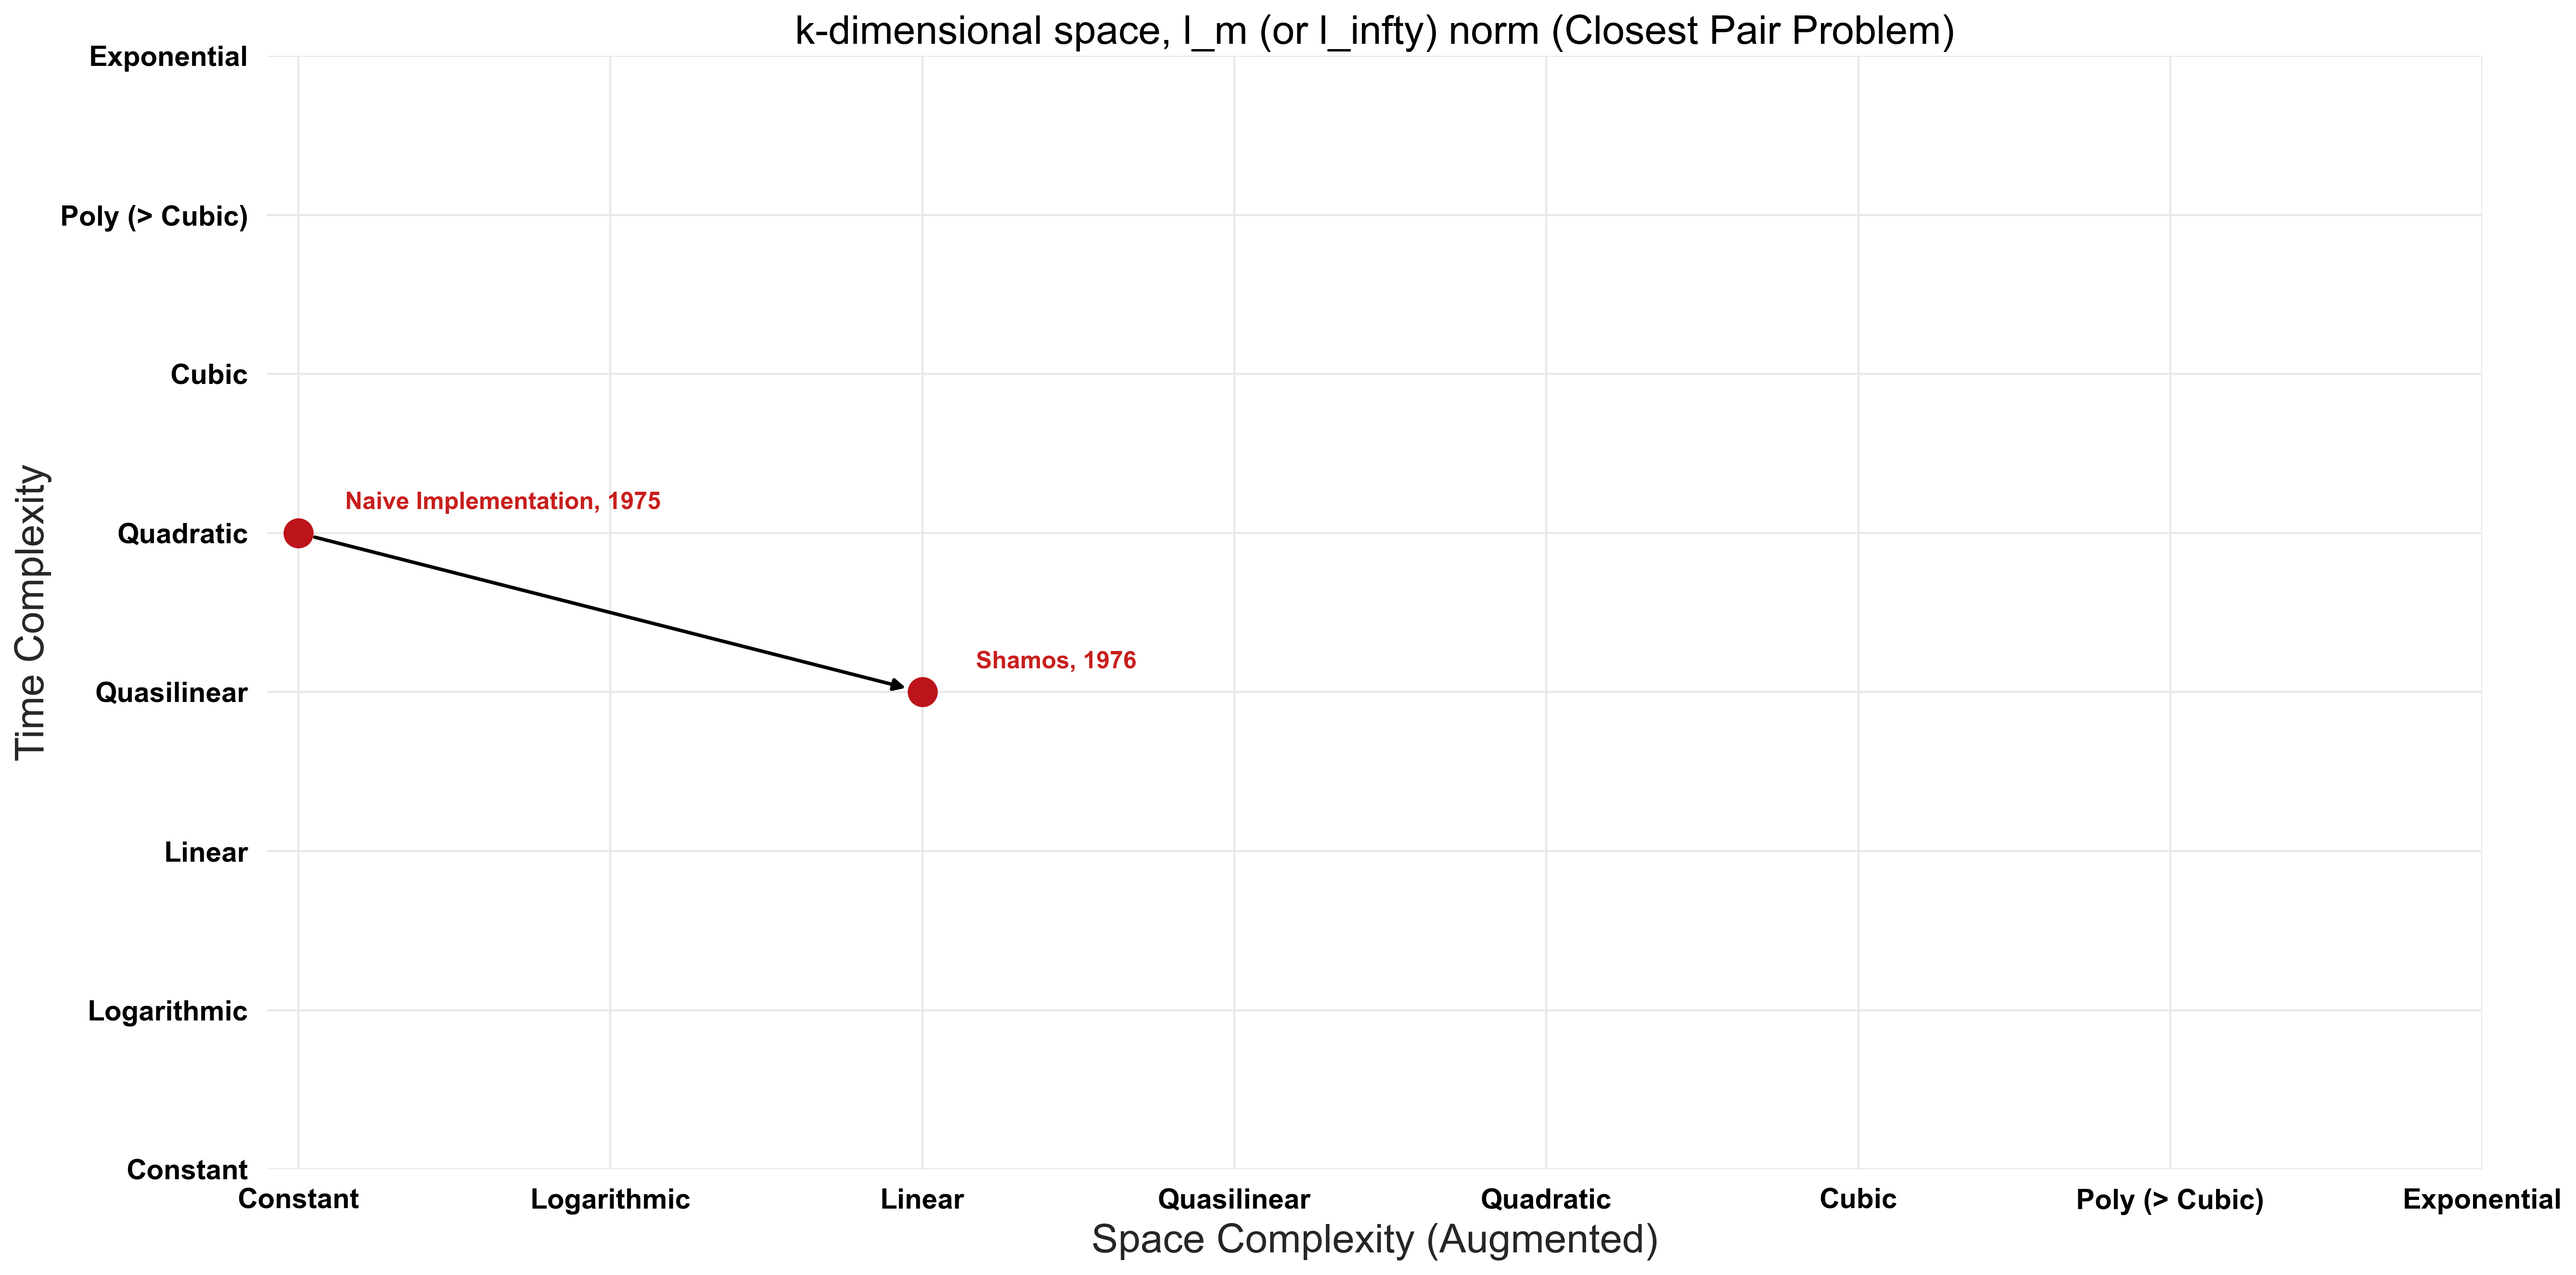 k-dimensional space, l_m (or l_infty) norm (Closest Pair Problem)
Exponential
Poly (> Cubic)
Cubic
Quadratic
Quasilinear
Linear
Logarithmic
Constant
Time Complexity
Naive Implementation, 1975
Shamos, 1976
Constant
Logarithmic
Linear
Quasilinear
Quadratic
Cubic
Poly (> Cubic)
Exponential
Space Complexity (Augmented)